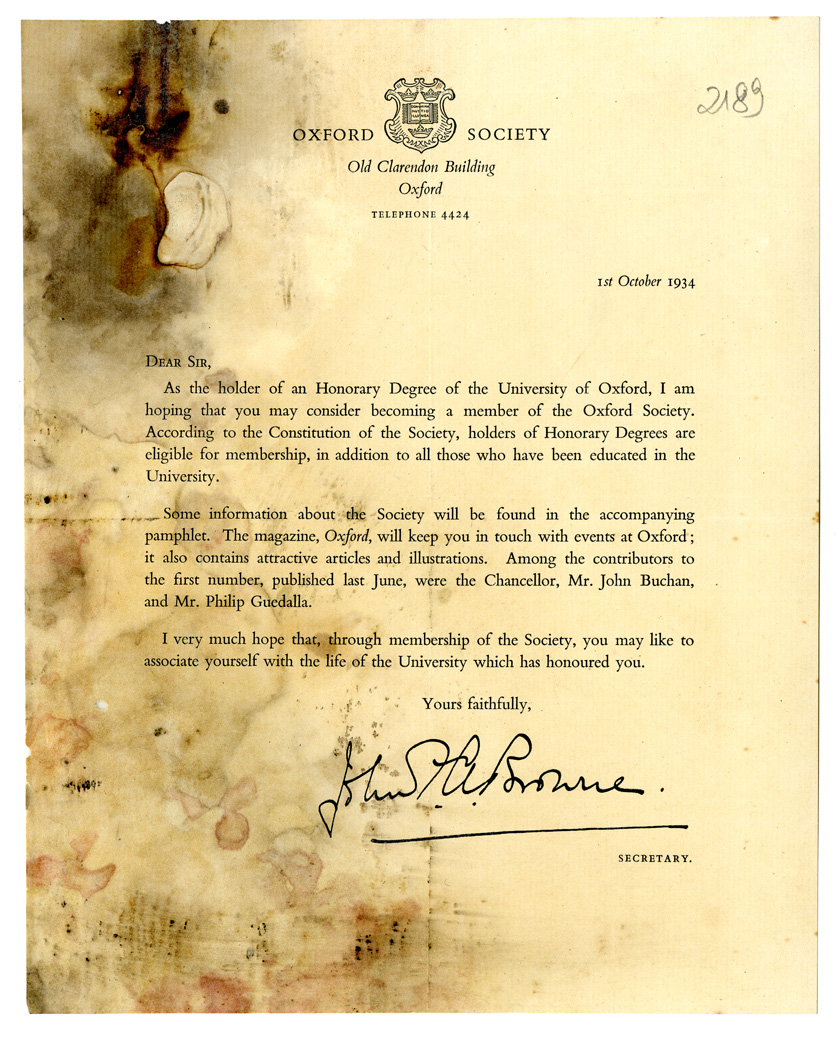 2189
OXFORD SOCIETY
Old Clarendon Building
Oxford
TELEPHONE 4424
1st October 1934
DEAR SIR,
As the holder of an Honorary Degree of the University of Oxford, I am
hoping that you may consider becoming a member of the Oxford Society.
According to the Constitution of the Society, holders of Honorary Degrees are
eligible for membership, in addition to all those who have been educated in the
University.
Some information about the Society will be found in the accompanying
pamphlet. The magazine, Oxford, will keep you in touch with events at Oxford;
it also contains attractive articles and illustrations. Among the contributors to
the first number, published last June, were the Chancellor, Mr. John Buchan,
and Mr. Philip Guedalla.
I very much hope that, through membership of the Society, you may like to
associate yourself with the life of the University which has honoured you.
Yours faithfully,
John Browne.
SECRETARY.